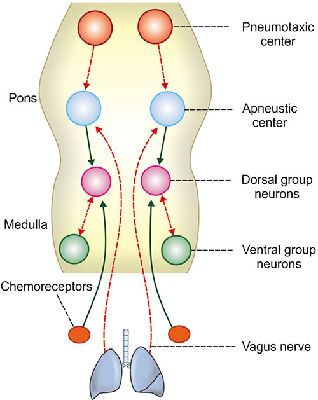 Pneumotaxic
center
Pons
Apneustic
center
Dorsal group
neurons
Medulla
Ventral group
neurons
Chemoreceptors
Vagus nerve